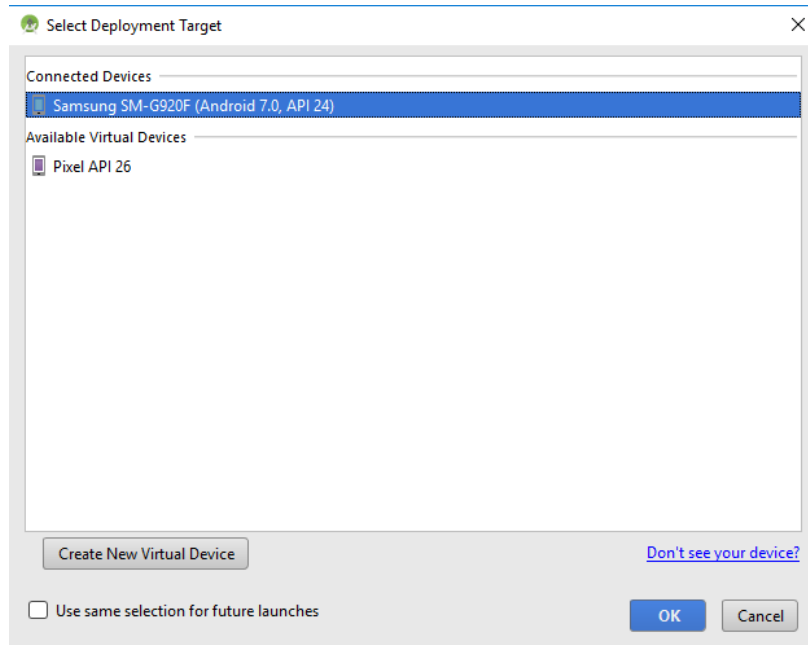 Select Deployment Target
Connected Devices
Samsung SM-G920F (Android 7.0, API 24)
Available Virtual Devices
Pixel API 26
Create New Virtual Device
Don't see your device?
Use same selection for future launches
OK
Cancel